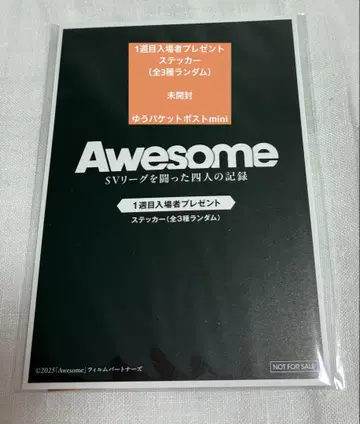 1週目入場者プレゼント
ステッカー
(全3種ランダム)
未開封
ゆうパケットポストmini
Awesome
SVリーグを闘った四人の記録
1週目入場者プレゼント
ステッカー(全3種ランダム)
©2025「Awesome」フィルムパートナーズ
NOT FOR SALE